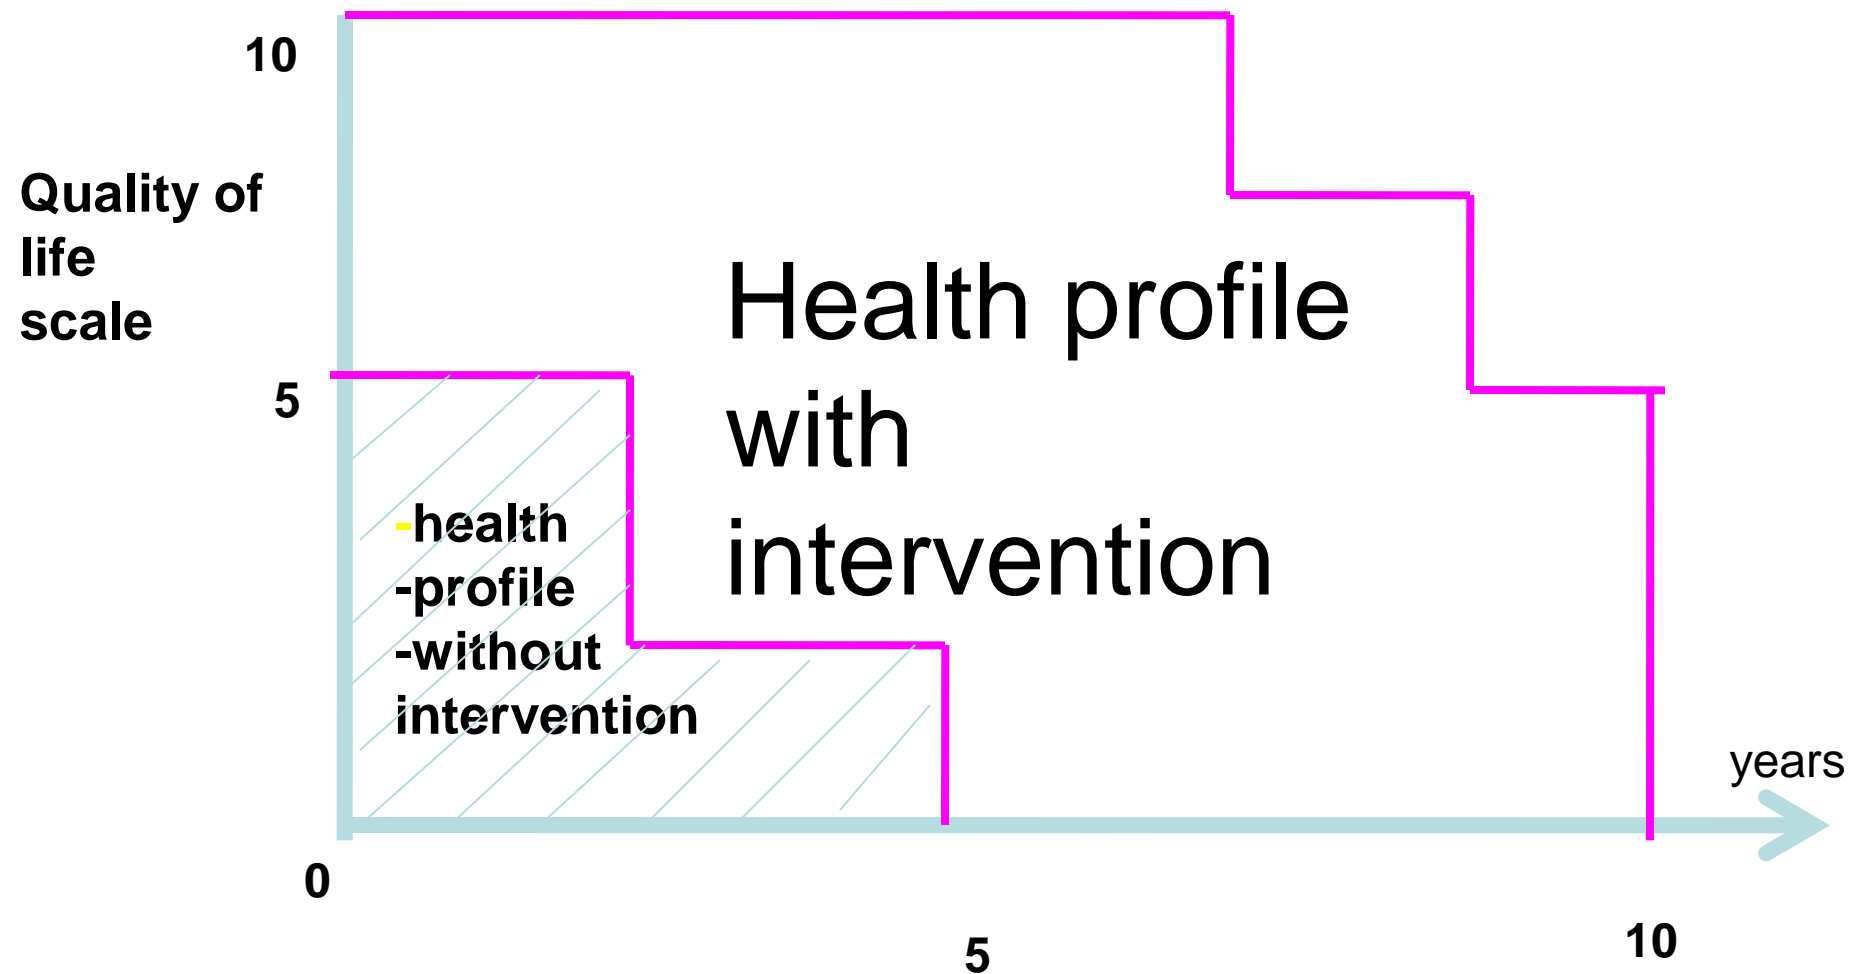 10
Quality of
life
scale
Health profile
with
intervention
5
-health
-profile
-without
intervention
years
0
5
10